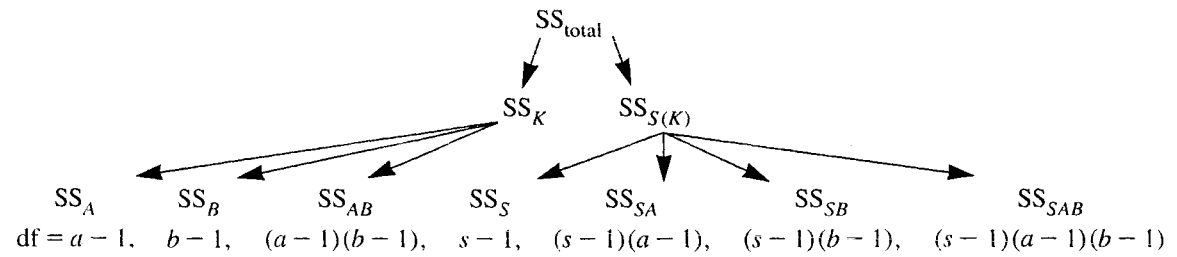 SS_total
SS_K SS_S(K)
SS_A SS_B SS_AB SS_S SS_SA SS_SB SS_SAB
df = a − 1, b − 1, (a − 1)(b − 1), s − 1, (s − 1)(a − 1), (s − 1)(b − 1), (s − 1)(a − 1)(b − 1)